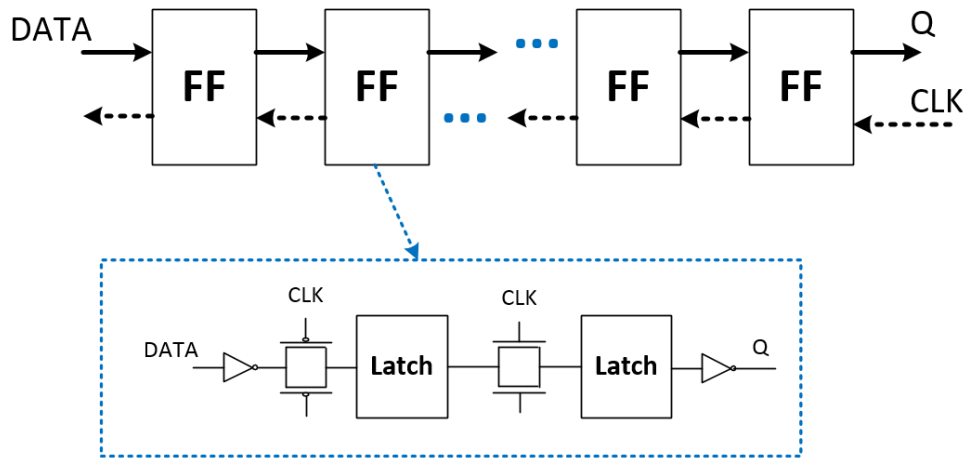 DATA
Q
FF
FF
FF
FF
CLK
CLK
CLK
DATA
Latch
Latch
Q